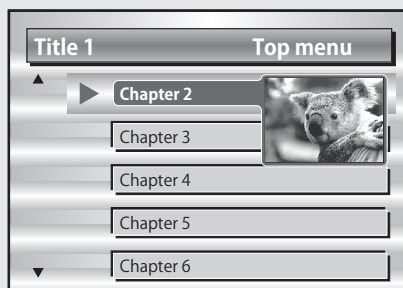 Title 1 Top menu
Chapter 2
Chapter 3
Chapter 4
Chapter 5
Chapter 6